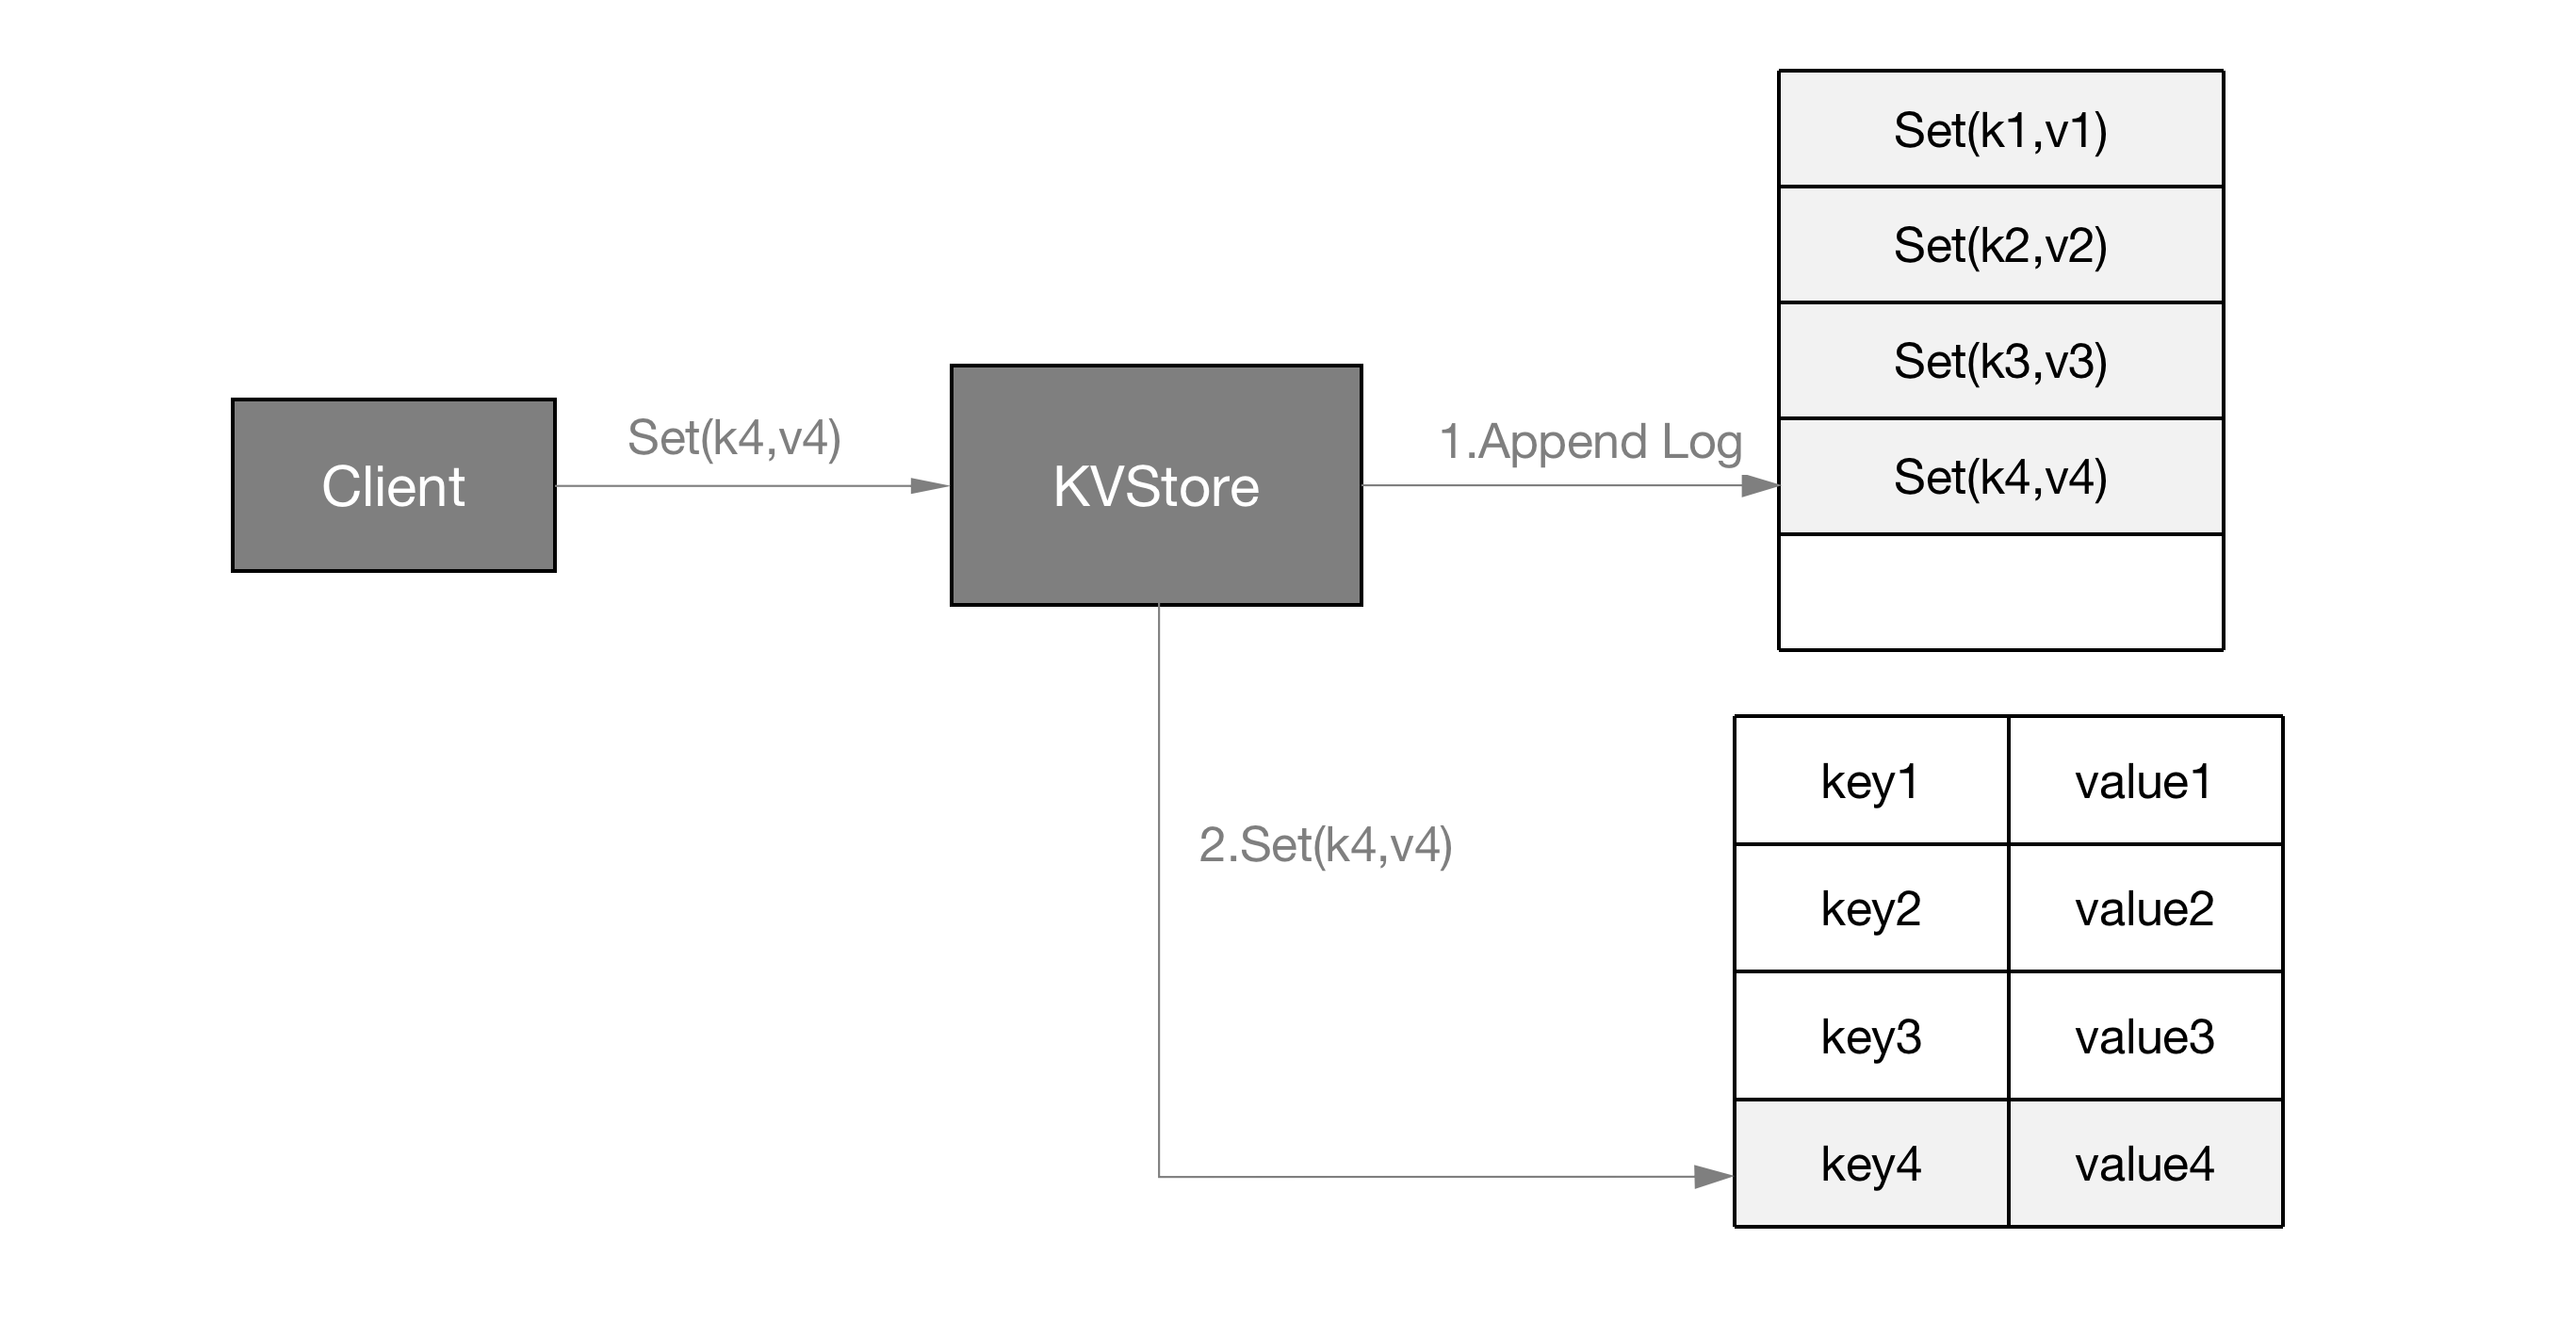 Client
Set(k4,v4)
KVStore
1.Append Log
Set(k1,v1)
Set(k2,v2)
Set(k3,v3)
Set(k4,v4)
2.Set(k4,v4)
key1 value1
key2 value2
key3 value3
key4 value4